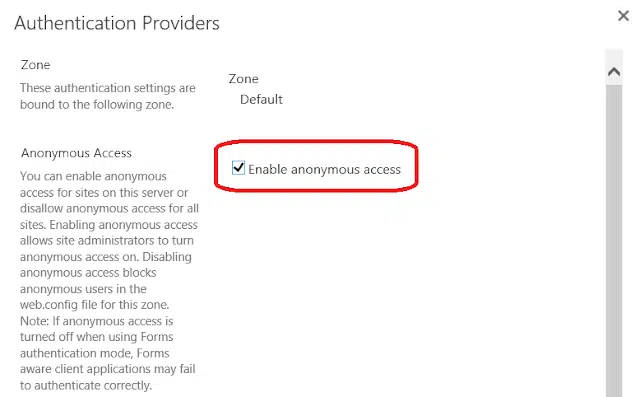 Authentication Providers
Zone
These authentication settings are
bound to the following zone.
Zone
Default
Anonymous Access
You can enable anonymous
access for sites on this server or
disallow anonymous access for all
sites. Enabling anonymous access
allows site administrators to turn
anonymous access on. Disabling
anonymous access blocks
anonymous users in the
web.config file for this zone.
Note: If anonymous access is
turned off when using Forms
authentication mode, Forms
aware client applications may fail
to authenticate correctly.
Enable anonymous access